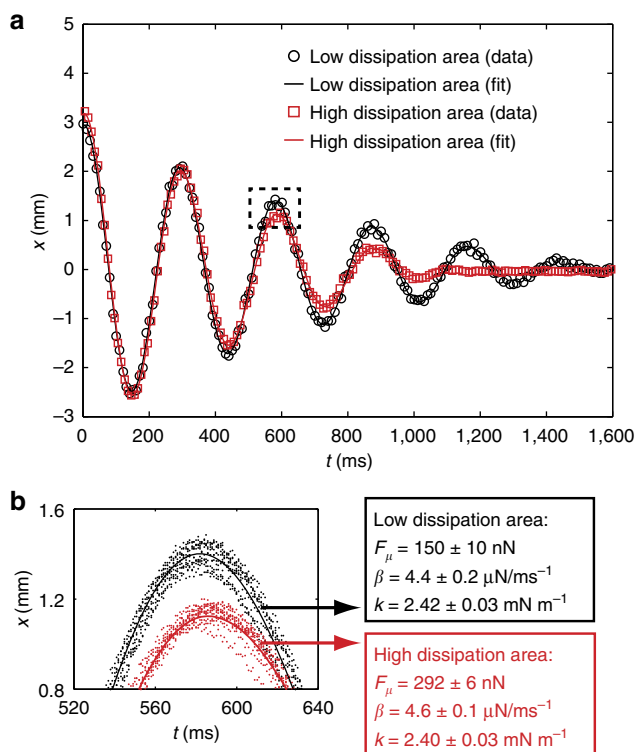 a
5
4
3
2
1
0
−1
−2
−3
x (mm)
Low dissipation area (data)
Low dissipation area (fit)
High dissipation area (data)
High dissipation area (fit)
0 200 400 600 800 1,000 1,200 1,400 1,600
t (ms)
b
1.6
1.2
0.8
x (mm)
520 560 600 640
t (ms)
Low dissipation area:
Fμ = 150 ± 10 nN
β = 4.4 ± 0.2 μN/ms⁻¹
k = 2.42 ± 0.03 mN m⁻¹
High dissipation area:
Fμ = 292 ± 6 nN
β = 4.6 ± 0.1 μN/ms⁻¹
k = 2.40 ± 0.03 mN m⁻¹